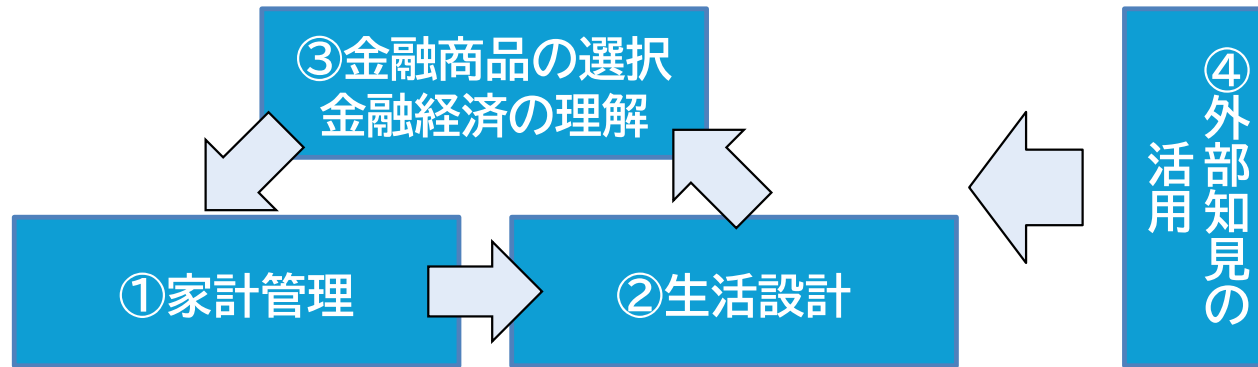 ③金融商品の選択
金融経済の理解
①家計管理
②生活設計
④外部知見の
活用